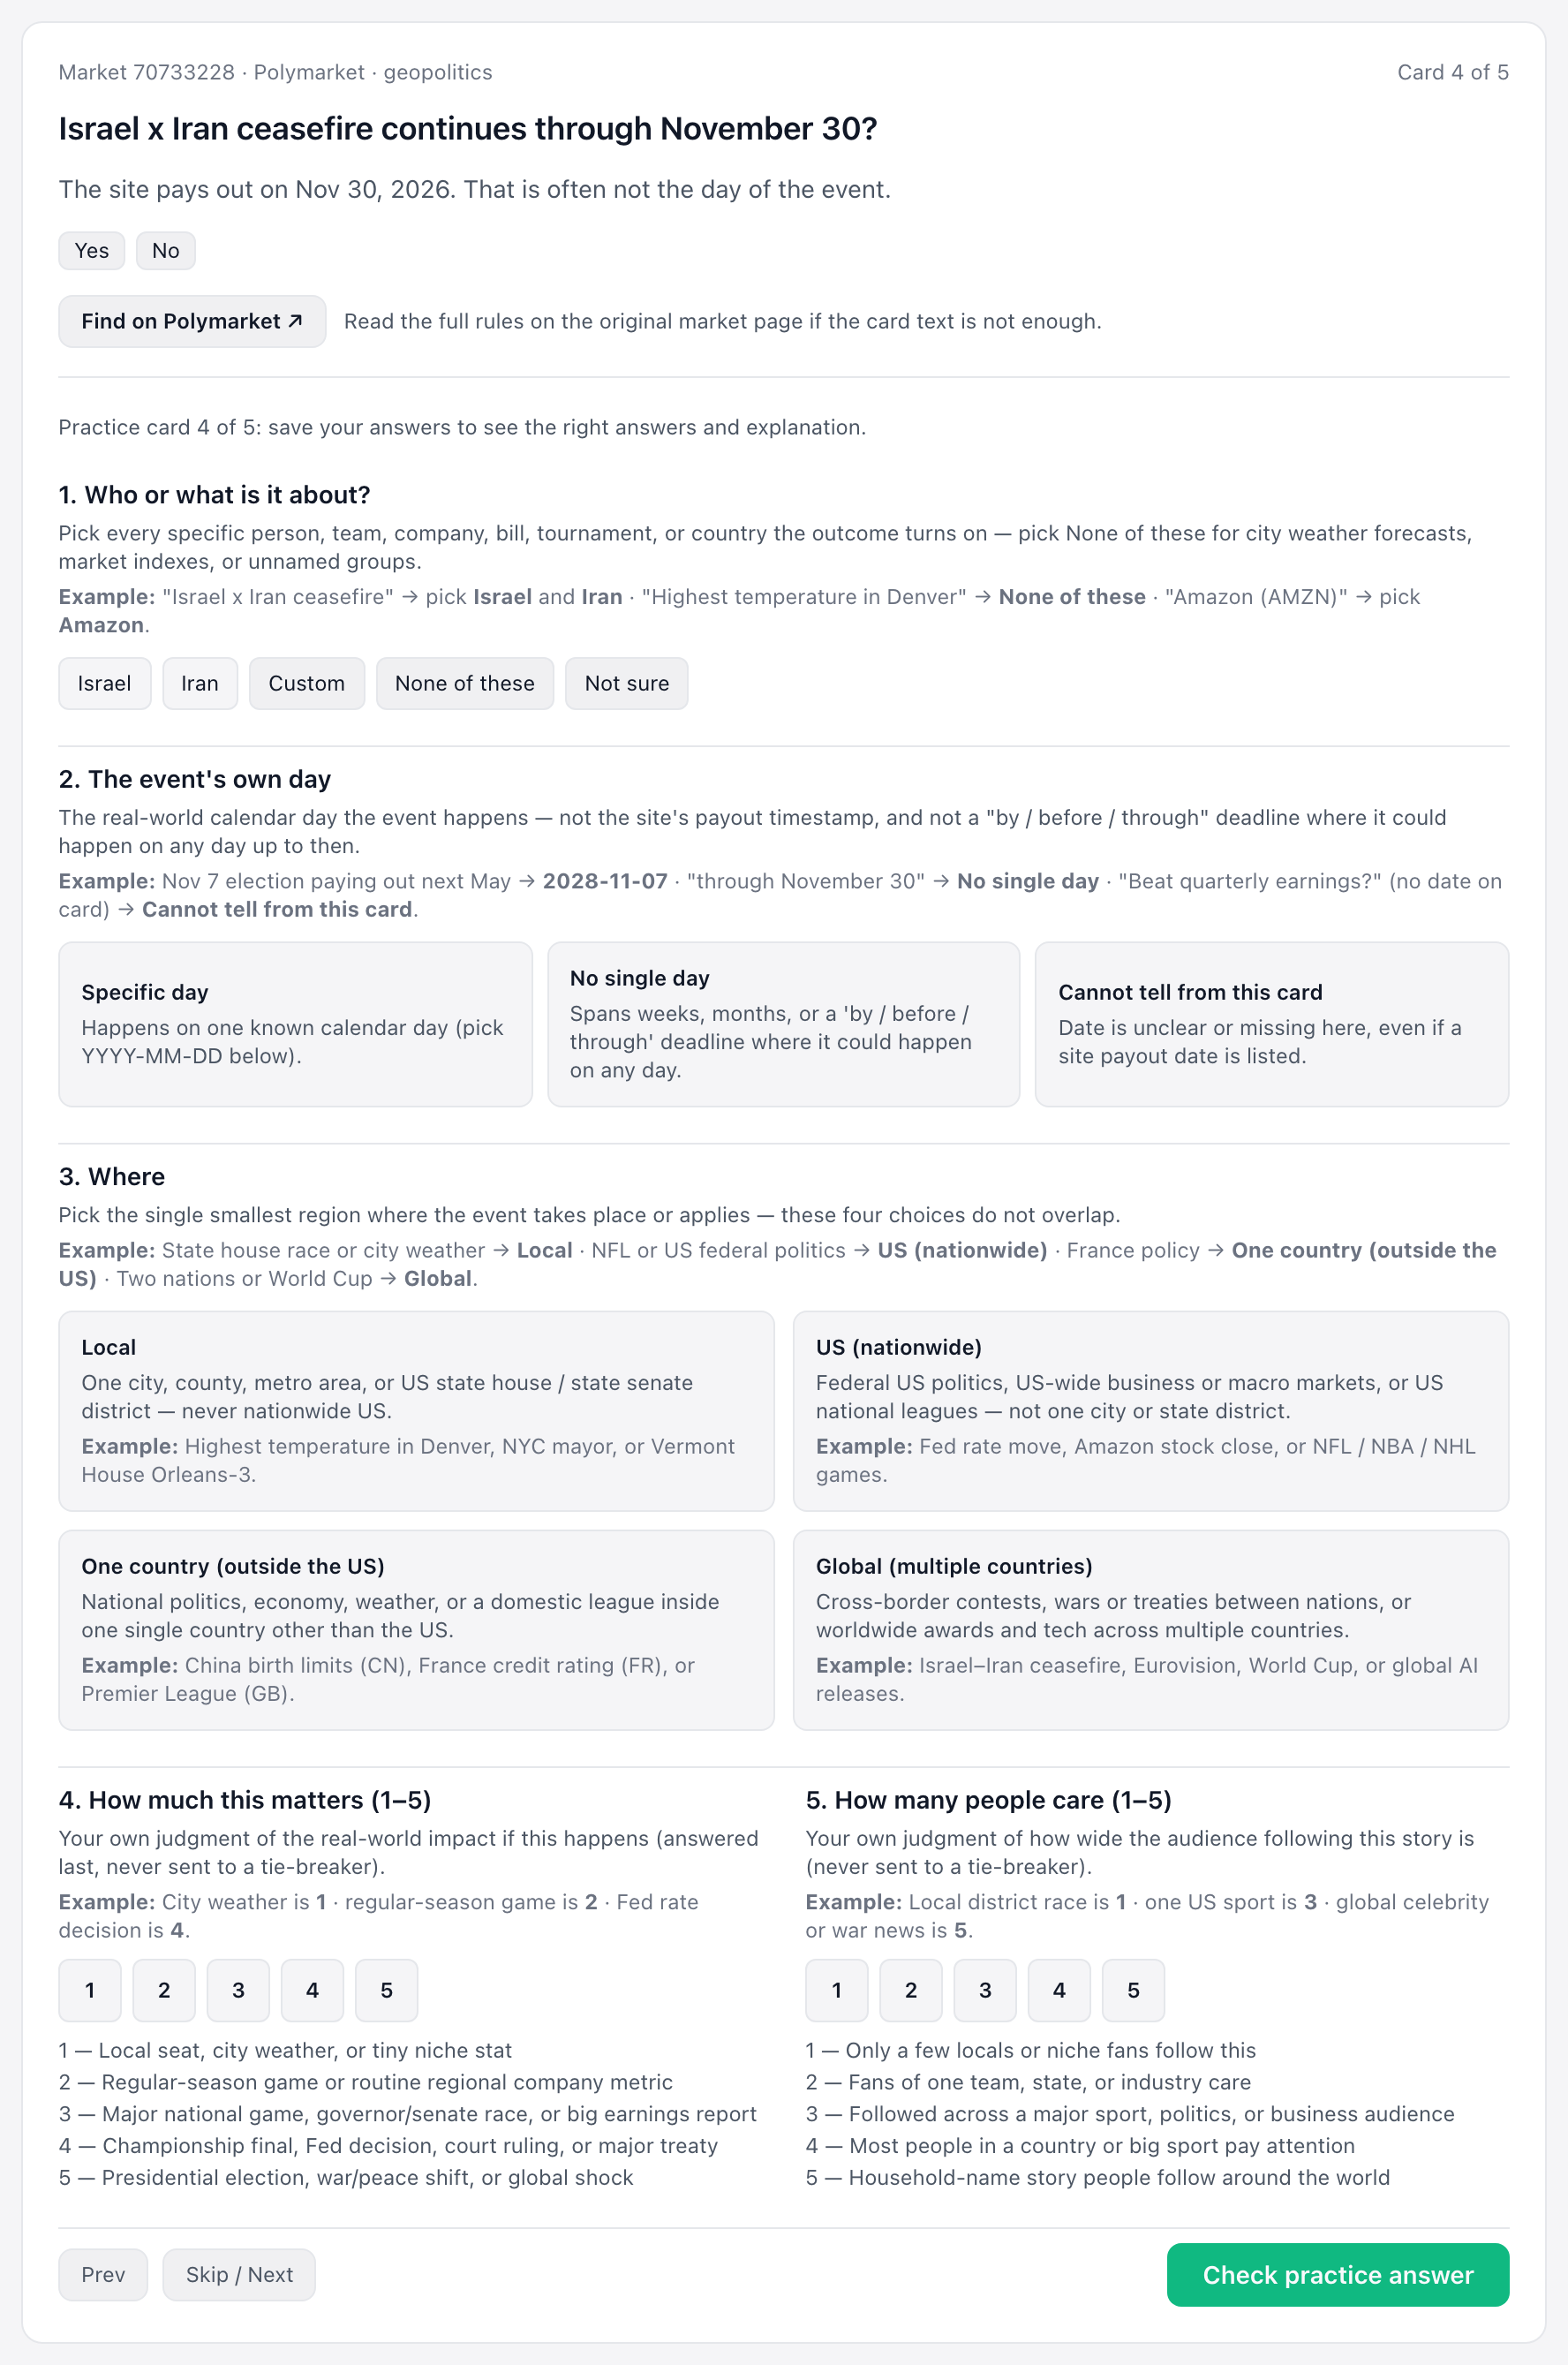 Market 70733228 · Polymarket · geopolitics
Card 4 of 5
Israel x Iran ceasefire continues through November 30?
The site pays out on Nov 30, 2026. That is often not the day of the event.
Yes
No
Find on Polymarket ↗
Read the full rules on the original market page if the card text is not enough.
Practice card 4 of 5: save your answers to see the right answers and explanation.
1. Who or what is it about?
Pick every specific person, team, company, bill, tournament, or country the outcome turns on — pick None of these for city weather forecasts,
market indexes, or unnamed groups.
Example: "Israel x Iran ceasefire" → pick Israel and Iran · "Highest temperature in Denver" → None of these · "Amazon (AMZN)" → pick
Amazon.
Israel
Iran
Custom
None of these
Not sure
2. The event's own day
The real-world calendar day the event happens — not the site's payout timestamp, and not a "by / before / through" deadline where it could
happen on any day up to then.
Example: Nov 7 election paying out next May → 2028-11-07 · "through November 30" → No single day · "Beat quarterly earnings?" (no date on
card) → Cannot tell from this card.
Specific day
Happens on one known calendar day (pick
YYYY-MM-DD below).
No single day
Spans weeks, months, or a 'by / before /
through' deadline where it could happen
on any day.
Cannot tell from this card
Date is unclear or missing here, even if a
site payout date is listed.
3. Where
Pick the single smallest region where the event takes place or applies — these four choices do not overlap.
Example: State house race or city weather → Local · NFL or US federal politics → US (nationwide) · France policy → One country (outside the
US) · Two nations or World Cup → Global.
Local
One city, county, metro area, or US state house / state senate
district — never nationwide US.
Example: Highest temperature in Denver, NYC mayor, or Vermont
House Orleans-3.
US (nationwide)
Federal US politics, US-wide business or macro markets, or US
national leagues — not one city or state district.
Example: Fed rate move, Amazon stock close, or NFL / NBA / NHL
games.
One country (outside the US)
National politics, economy, weather, or a domestic league inside
one single country other than the US.
Example: China birth limits (CN), France credit rating (FR), or
Premier League (GB).
Global (multiple countries)
Cross-border contests, wars or treaties between nations, or
worldwide awards and tech across multiple countries.
Example: Israel–Iran ceasefire, Eurovision, World Cup, or global AI
releases.
4. How much this matters (1–5)
Your own judgment of the real-world impact if this happens (answered
last, never sent to a tie-breaker).
Example: City weather is 1 · regular-season game is 2 · Fed rate
decision is 4.
1
2
3
4
5
1 — Local seat, city weather, or tiny niche stat
2 — Regular-season game or routine regional company metric
3 — Major national game, governor/senate race, or big earnings report
4 — Championship final, Fed decision, court ruling, or major treaty
5 — Presidential election, war/peace shift, or global shock
5. How many people care (1–5)
Your own judgment of how wide the audience following this story is
(never sent to a tie-breaker).
Example: Local district race is 1 · one US sport is 3 · global celebrity
or war news is 5.
1
2
3
4
5
1 — Only a few locals or niche fans follow this
2 — Fans of one team, state, or industry care
3 — Followed across a major sport, politics, or business audience
4 — Most people in a country or big sport pay attention
5 — Household-name story people follow around the world
Prev
Skip / Next
Check practice answer